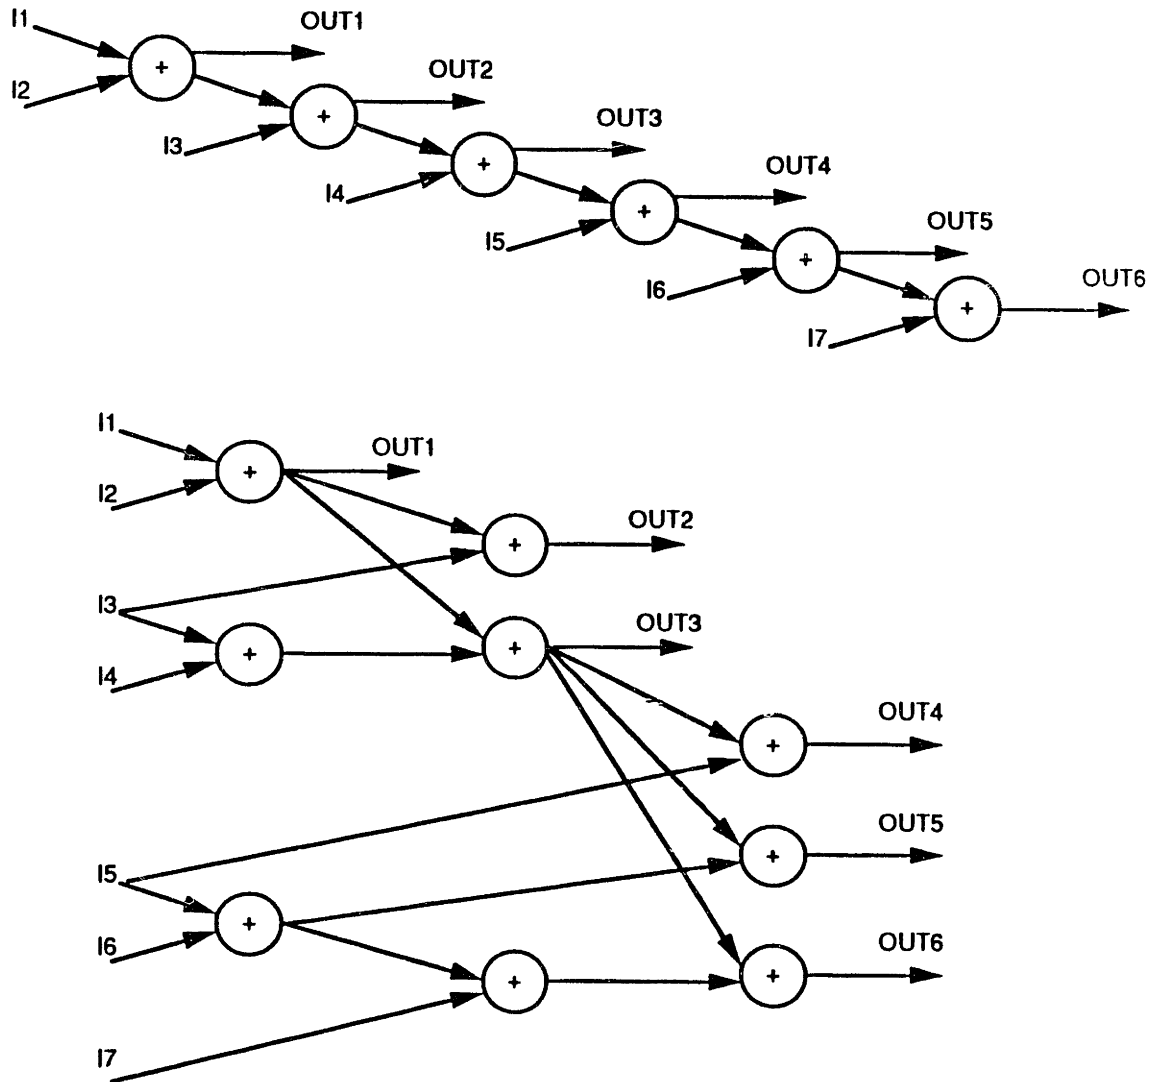 I1
OUT1
+
I2
OUT2
+
I3
OUT3
+
I4
OUT4
+
I5
OUT5
+
I6
OUT6
+
I7
I1
OUT1
+
I2
OUT2
+
I3
OUT3
+
+
I4
OUT4
+
OUT5
+
I5
+
I6
OUT6
+
+
I7